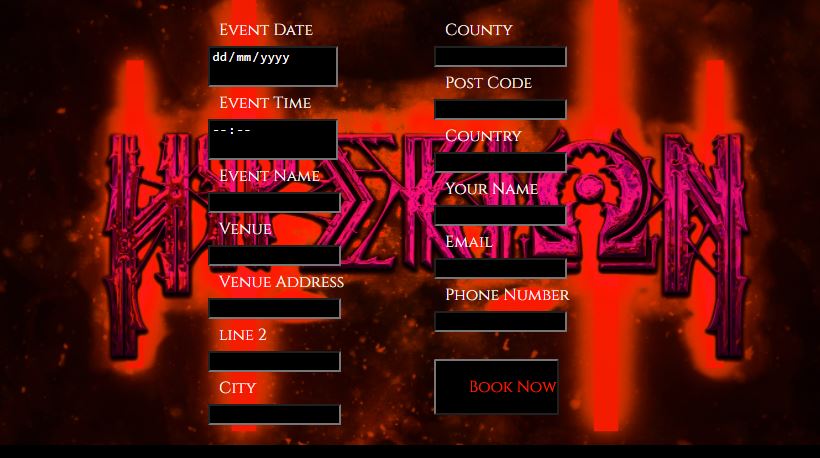 Event Date
dd/mm/yyyy
Event Time
--:--
Event Name
Venue
Venue Address
line 2
City
County
Post Code
Country
Your Name
Email
Phone Number
Book Now